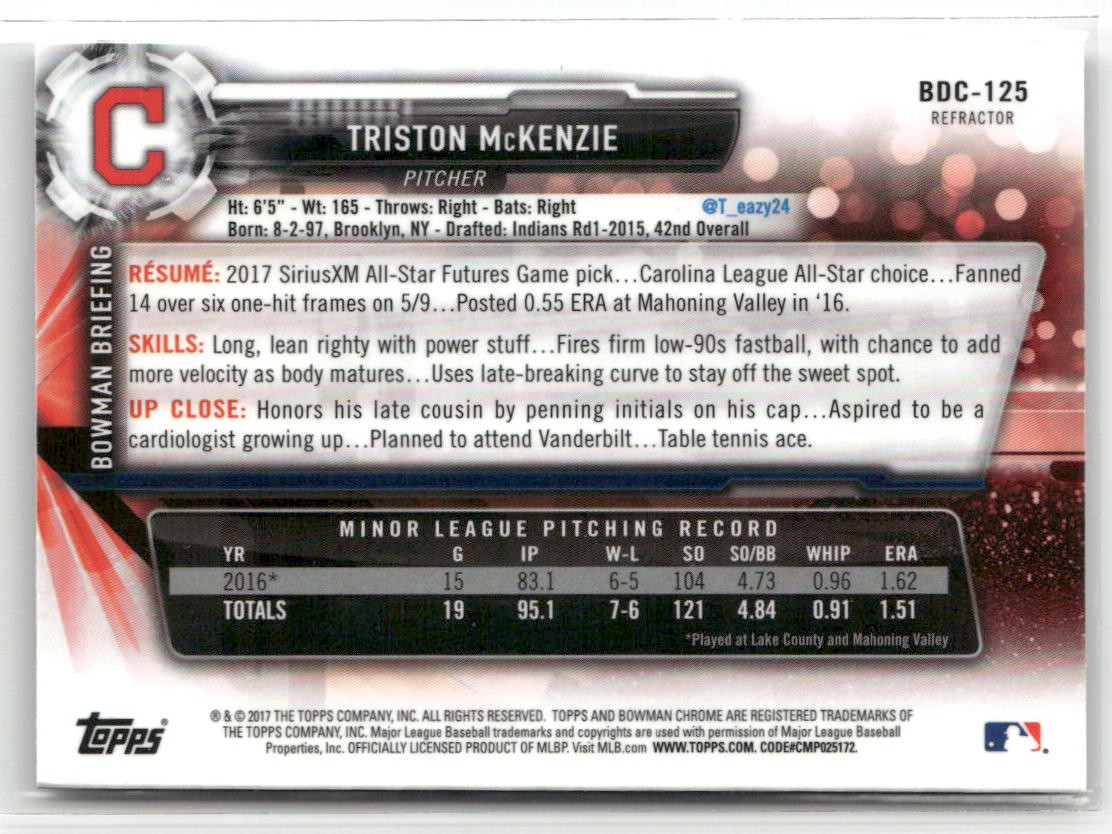 C
BDC-125
REFRACTOR
TRISTON McKENZIE
PITCHER
Ht: 6'5" - Wt: 165 - Throws: Right - Bats: Right @T_eazy24
Born: 8-2-97, Brooklyn, NY - Drafted: Indians Rd1-2015, 42nd Overall
BOWMAN BRIEFING
RÉSUMÉ: 2017 SiriusXM All-Star Futures Game pick...Carolina League All-Star choice...Fanned
14 over six one-hit frames on 5/9...Posted 0.55 ERA at Mahoning Valley in '16.
SKILLS: Long, lean righty with power stuff...Fires firm low-90s fastball, with chance to add
more velocity as body matures...Uses late-breaking curve to stay off the sweet spot.
UP CLOSE: Honors his late cousin by penning initials on his cap...Aspired to be a
cardiologist growing up...Planned to attend Vanderbilt...Table tennis ace.
MINOR LEAGUE PITCHING RECORD
YR G IP W-L SO SO/BB WHIP ERA
2016* 15 83.1 6-5 104 4.73 0.96 1.62
TOTALS 19 95.1 7-6 121 4.84 0.91 1.51
*Played at Lake County and Mahoning Valley
Topps®
® & © 2017 THE TOPPS COMPANY, INC. ALL RIGHTS RESERVED. TOPPS AND BOWMAN CHROME ARE REGISTERED TRADEMARKS OF
THE TOPPS COMPANY, INC. Major League Baseball trademarks and copyrights are used with permission of Major League Baseball
Properties, Inc. OFFICIALLY LICENSED PRODUCT OF MLBP. Visit MLB.com WWW.TOPPS.COM. CODE#CMP025172.